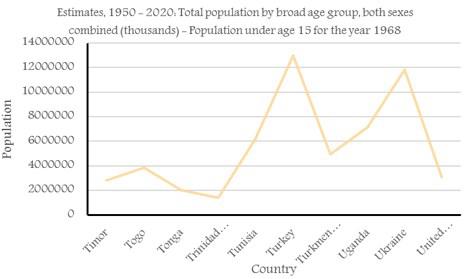 Estimates, 1950 - 2020: Total population by broad age group, both sexes
combined (thousands) - Population under age 15 for the year 1968
14000000
12000000
10000000
8000000
6000000
4000000
2000000
0
Population
Timor
Togo
Tonga
Trinidad...
Tunisia
Turkey
Turkmen...
Uganda
Ukraine
United...
Country